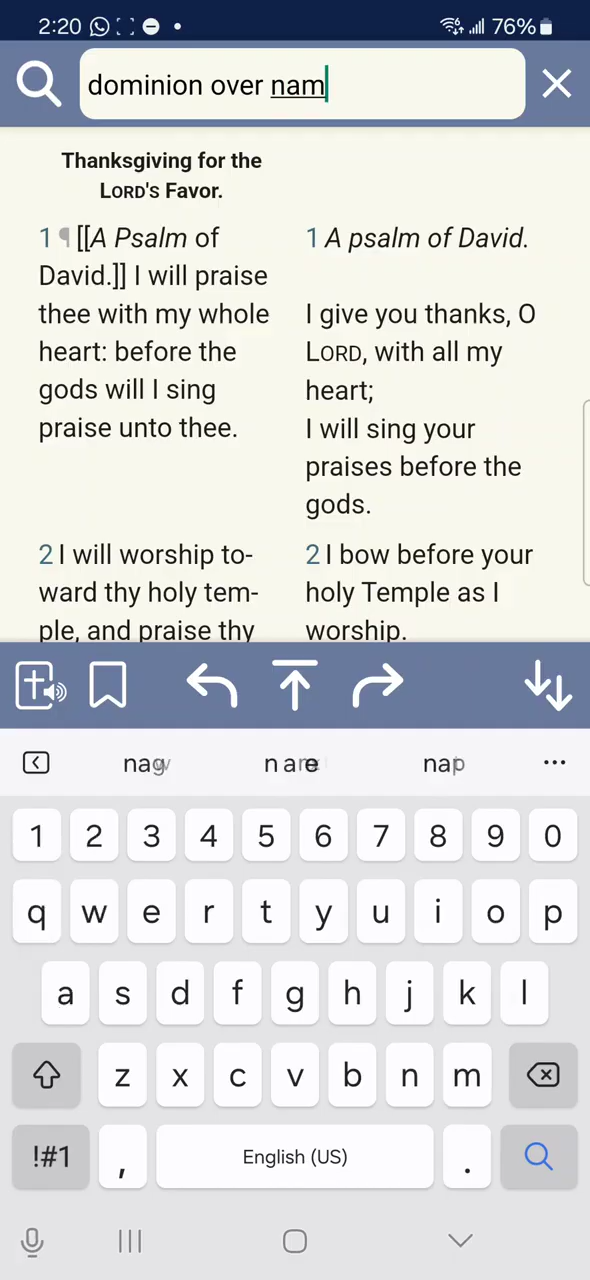 2:20 76%
dominion over nam
Thanksgiving for the
LORD'S Favor.
1 ¶ [[A Psalm of
David.]] I will praise
thee with my whole
heart: before the
gods will I sing
praise unto thee.
1 A psalm of David.
I give you thanks, O
LORD, with all my
heart;
I will sing your
praises before the
gods.
2 I will worship to-
ward thy holy tem-
ple, and praise thy
2 I bow before your
holy Temple as I
worship.
1 2 3 4 5 6 7 8 9 0
q w e r t y u i o p
a s d f g h j k l
z x c v b n m
!#1 , English (US) .